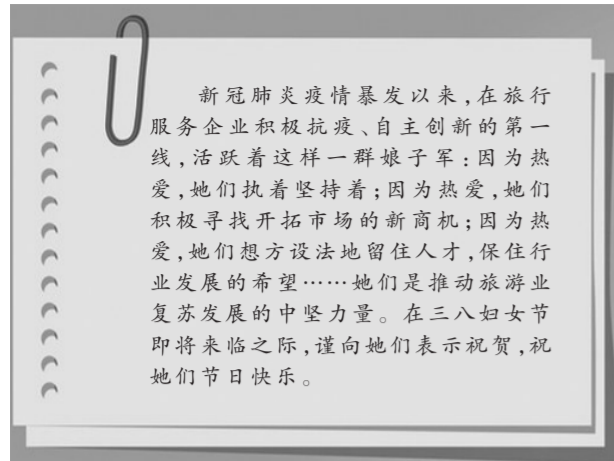 新冠肺炎疫情暴发以来,在旅行
服务企业积极抗疫、自主创新的第一
线,活跃着这样一群娘子军:因为热
爱,她们执着坚持着;因为热爱,她们
积极寻找开拓市场的新商机;因为热
爱,她们想方设法地留住人才,保住行
业发展的希望……她们是推动旅游业
复苏发展的中坚力量。在三八妇女节
即将来临之际,谨向她们表示祝贺,祝
她们节日快乐。